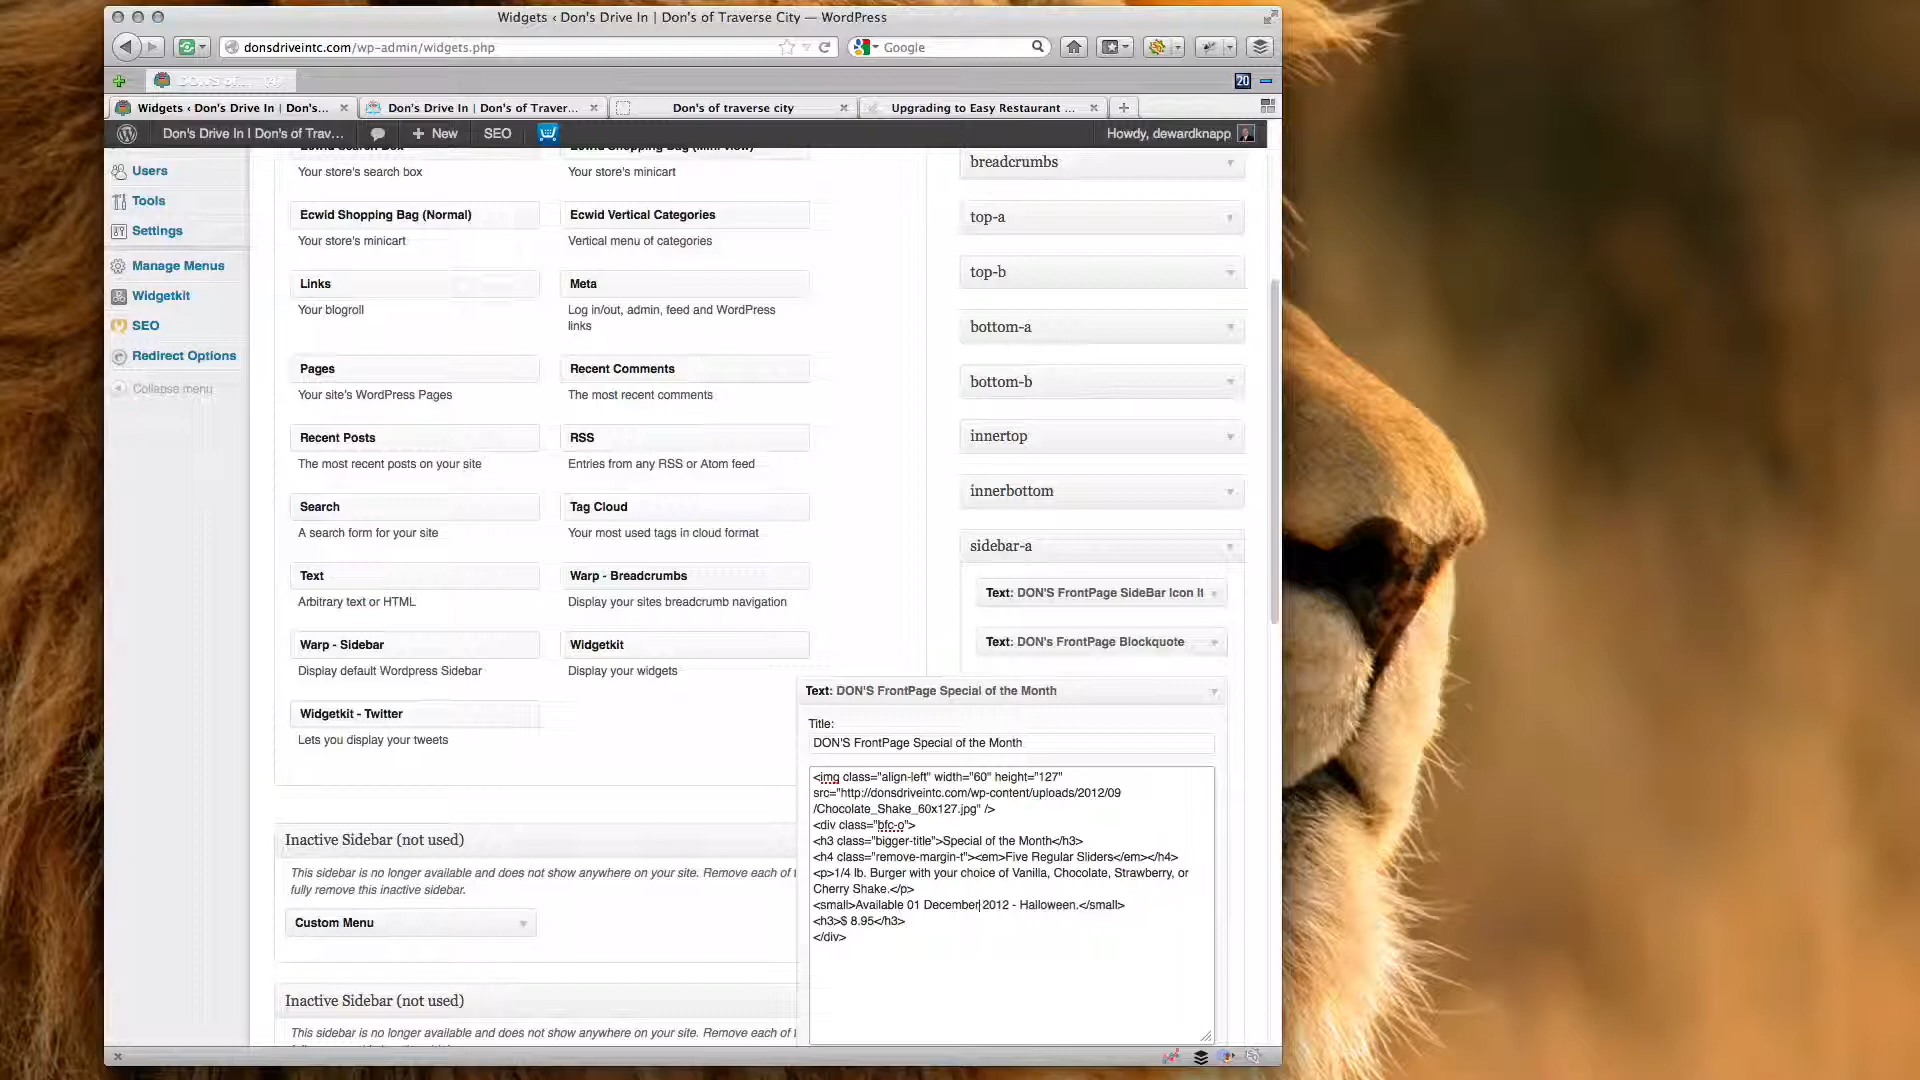 Widgets ‹ Don's Drive In | Don's of Traverse City — WordPress
donsdriveintc.com/wp-admin/widgets.php
Google
20
Widgets ‹ Don's Drive In | Don's...
Don's Drive In | Don's of Traver...
Don's of traverse city
Upgrading to Easy Restaurant ...
Don's Drive In I Don's of Trav...
+ New
SEO
Howdy, dewardknapp
Users
Tools
Settings
Manage Menus
Widgetkit
SEO
Redirect Options
Collapse menu
Ecwid Search Box
Your store's search box
Ecwid Shopping Bag (Mini view)
Your store's minicart
Ecwid Shopping Bag (Normal)
Your store's minicart
Ecwid Vertical Categories
Vertical menu of categories
Links
Your blogroll
Meta
Log in/out, admin, feed and WordPress
links
Pages
Your site's WordPress Pages
Recent Comments
The most recent comments
Recent Posts
The most recent posts on your site
RSS
Entries from any RSS or Atom feed
Search
A search form for your site
Tag Cloud
Your most used tags in cloud format
Text
Arbitrary text or HTML
Warp - Breadcrumbs
Display your sites breadcrumb navigation
Warp - Sidebar
Display default Wordpress Sidebar
Widgetkit
Display your widgets
Widgetkit - Twitter
Lets you display your tweets
Inactive Sidebar (not used)
This sidebar is no longer available and does not show anywhere on your site. Remove each of t
fully remove this inactive sidebar.
Custom Menu
Inactive Sidebar (not used)
This sidebar is no longer available and does not show anywhere on your site. Remove each of t
breadcrumbs
top-a
top-b
bottom-a
bottom-b
innertop
innerbottom
sidebar-a
Text: DON'S FrontPage SideBar Icon It
Text: DON's FrontPage Blockquote
Text: DON'S FrontPage Special of the Month
Title:
DON'S FrontPage Special of the Month
<img class="align-left" width="60" height="127"
src="http://donsdriveintc.com/wp-content/uploads/2012/09
/Chocolate_Shake_60x127.jpg" />
<div class="bfc-o">
<h3 class="bigger-title">Special of the Month</h3>
<h4 class="remove-margin-t"><em>Five Regular Sliders</em></h4>
<p>1/4 lb. Burger with your choice of Vanilla, Chocolate, Strawberry, or
Cherry Shake.</p>
<small>Available 01 December 2012 - Halloween.</small>
<h3>$ 8.95</h3>
</div>